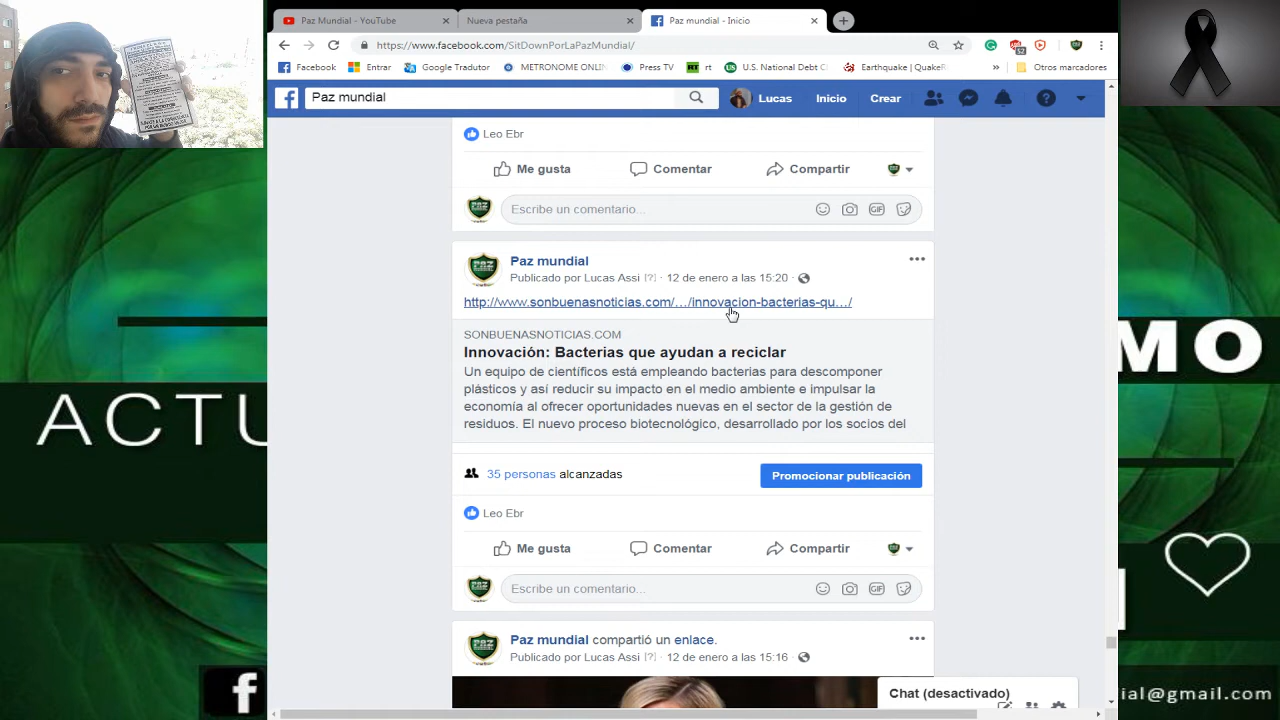 Paz Mundial - YouTube
Nueva pestaÑa
Paz mundial - Inicio
https://www.facebook.com/SitDownPorLaPazMundial/
Facebook
Entrar
Google Tradutor
METRONOME ONLIN
Press TV
rt
U.S. National Debt C
Earthquake | QuakeR
»
Otros marcadores
Paz mundial
Lucas
Inicio
Crear
Leo Ebr
Me gusta
Comentar
Compartir
Escribe un comentario...
GIF
Paz mundial
Publicado por Lucas Assi [?] · 12 de enero a las 15:20 ·
http://www.sonbuenasnoticias.com/…/innovacion-bacterias-qu…/
SONBUENASNOTICIAS.COM
Innovación: Bacterias que ayudan a reciclar
Un equipo de científicos está empleando bacterias para descomponer
plásticos y así reducir su impacto en el medio ambiente e impulsar la
economía al ofrecer oportunidades nuevas en el sector de la gestión de
residuos. El nuevo proceso biotecnológico, desarrollado por los socios del
35 personas alcanzadas
Promocionar publicación
Leo Ebr
Me gusta
Comentar
Compartir
Escribe un comentario...
GIF
Paz mundial compartió un enlace.
Publicado por Lucas Assi [?] · 12 de enero a las 15:16 ·
Chat (desactivado)
ACTU
MO
ial@gmail.com